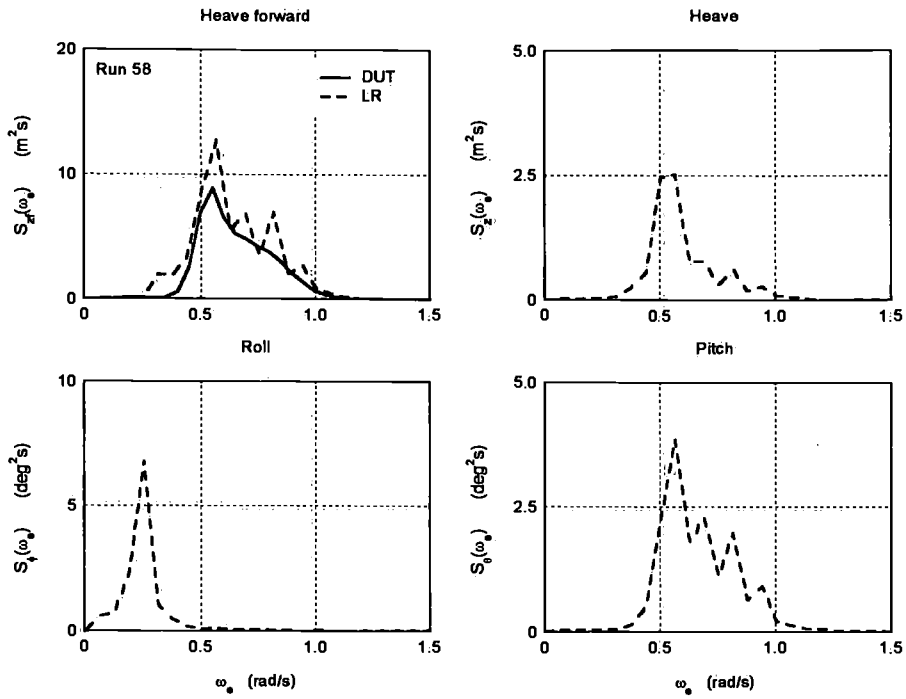 Heave forward
20
10
0
0
0.5
1.0
1.5
S_zf(ω_e) (m²s)
Run 58
DUT
LR
Heave
5.0
2.5
0
0
0.5
1.0
1.5
S_z(ω_e) (m²s)
Roll
10
5
0
0
0.5
1.0
1.5
S_ϕ(ω_e) (deg²s)
ω_e (rad/s)
Pitch
5.0
2.5
0
0
0.5
1.0
1.5
S_θ(ω_e) (deg²s)
ω_e (rad/s)